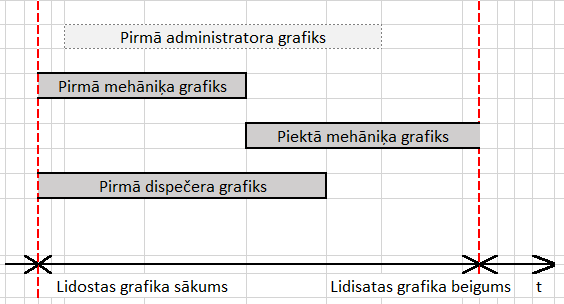 Pirmā administratora grafiks
Pirmā mehāniķa grafiks
Piektā mehāniķa grafiks
Pirmā dispečera grafiks
Lidostas grafika sākums
Lidisatas grafika beigums
t